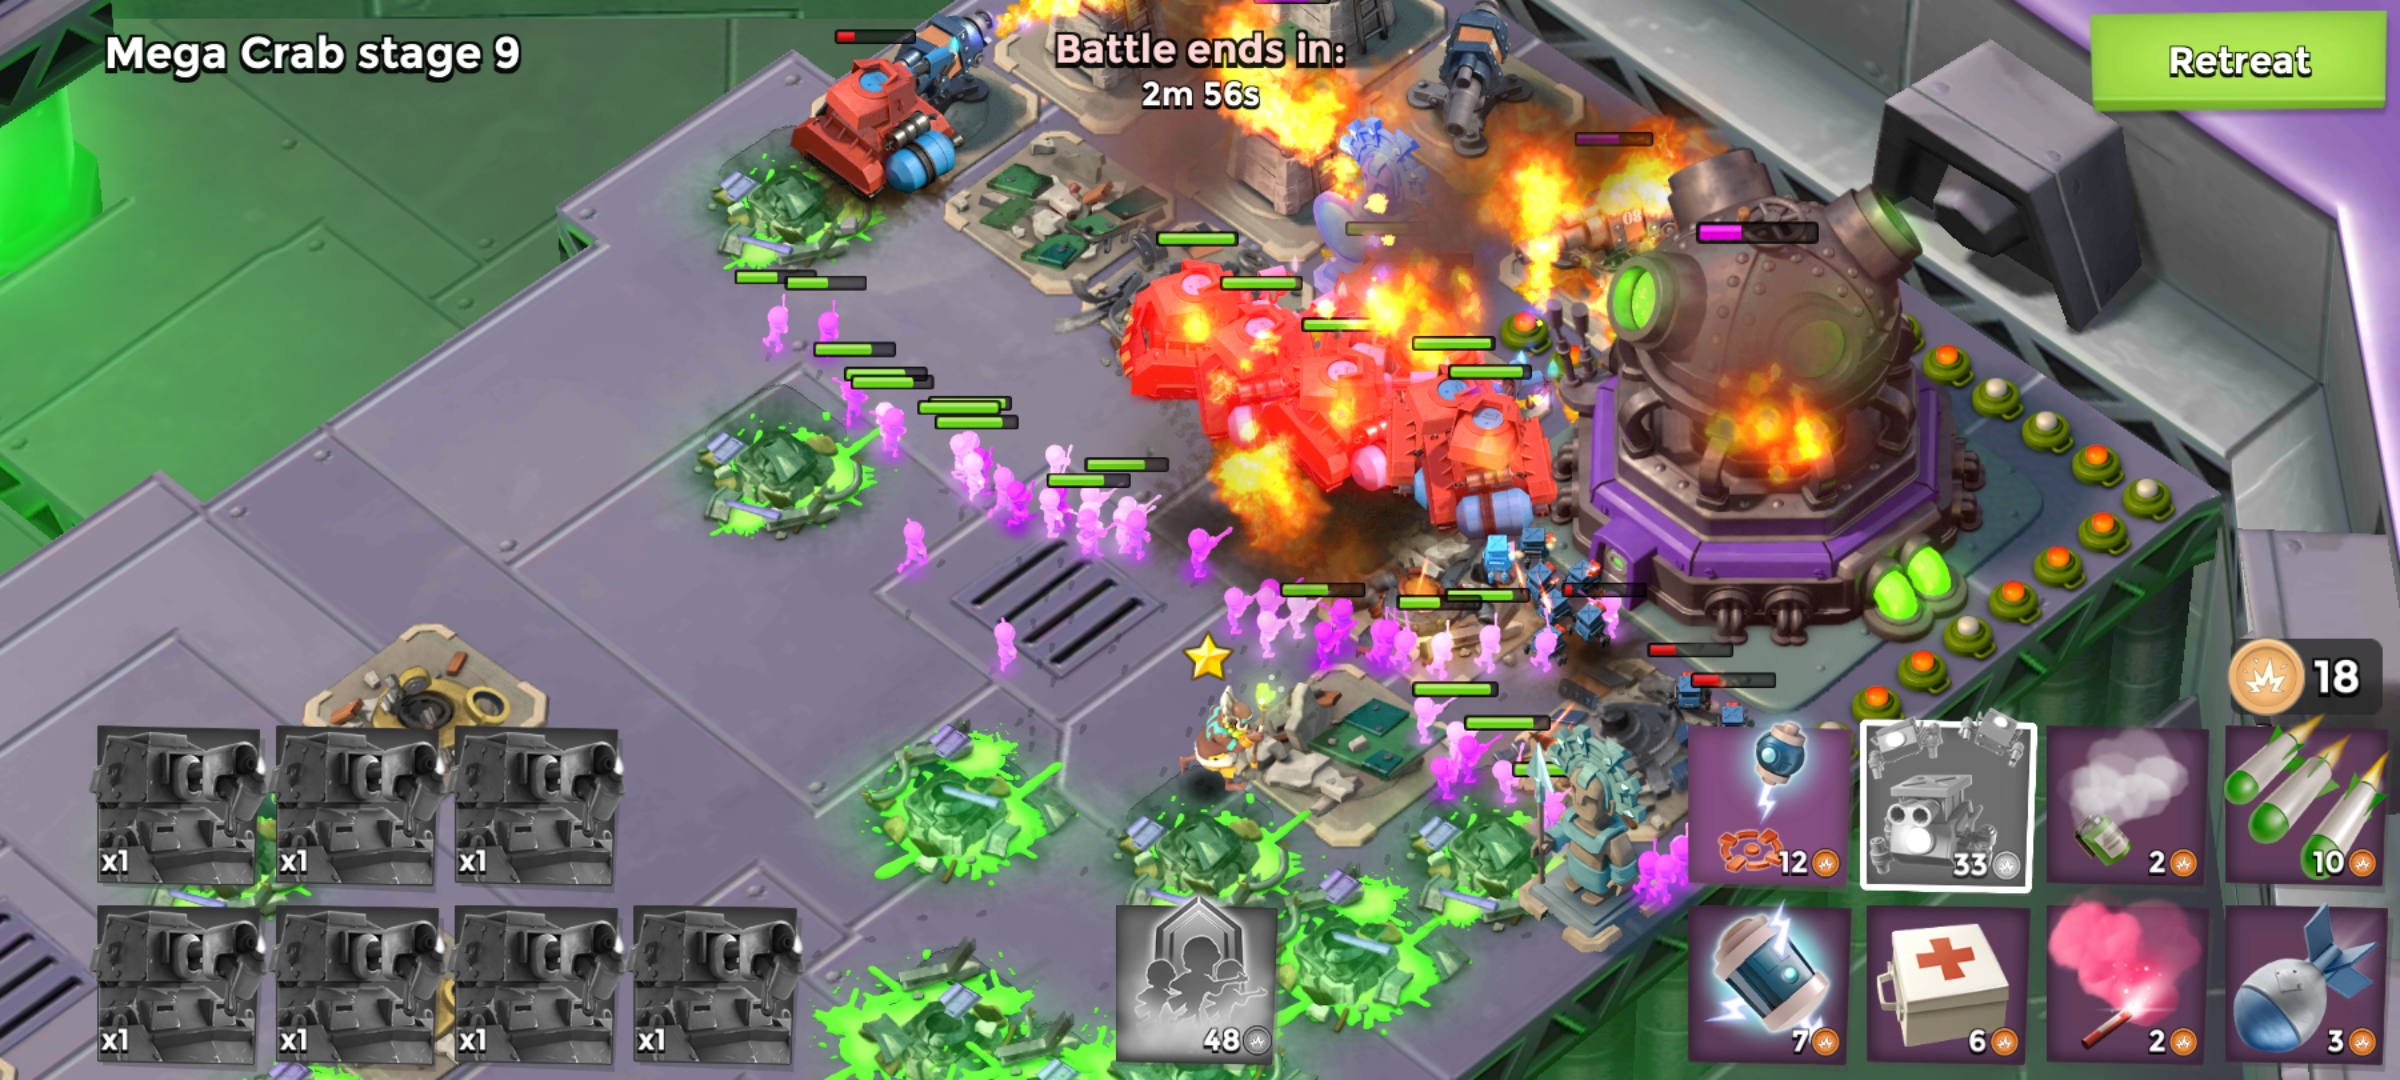 Mega Crab stage 9
Battle ends in:
2m 56s
Retreat
18
x1
x1
x1
12
33
2
10
x1
x1
x1
x1
48
7
6
2
3